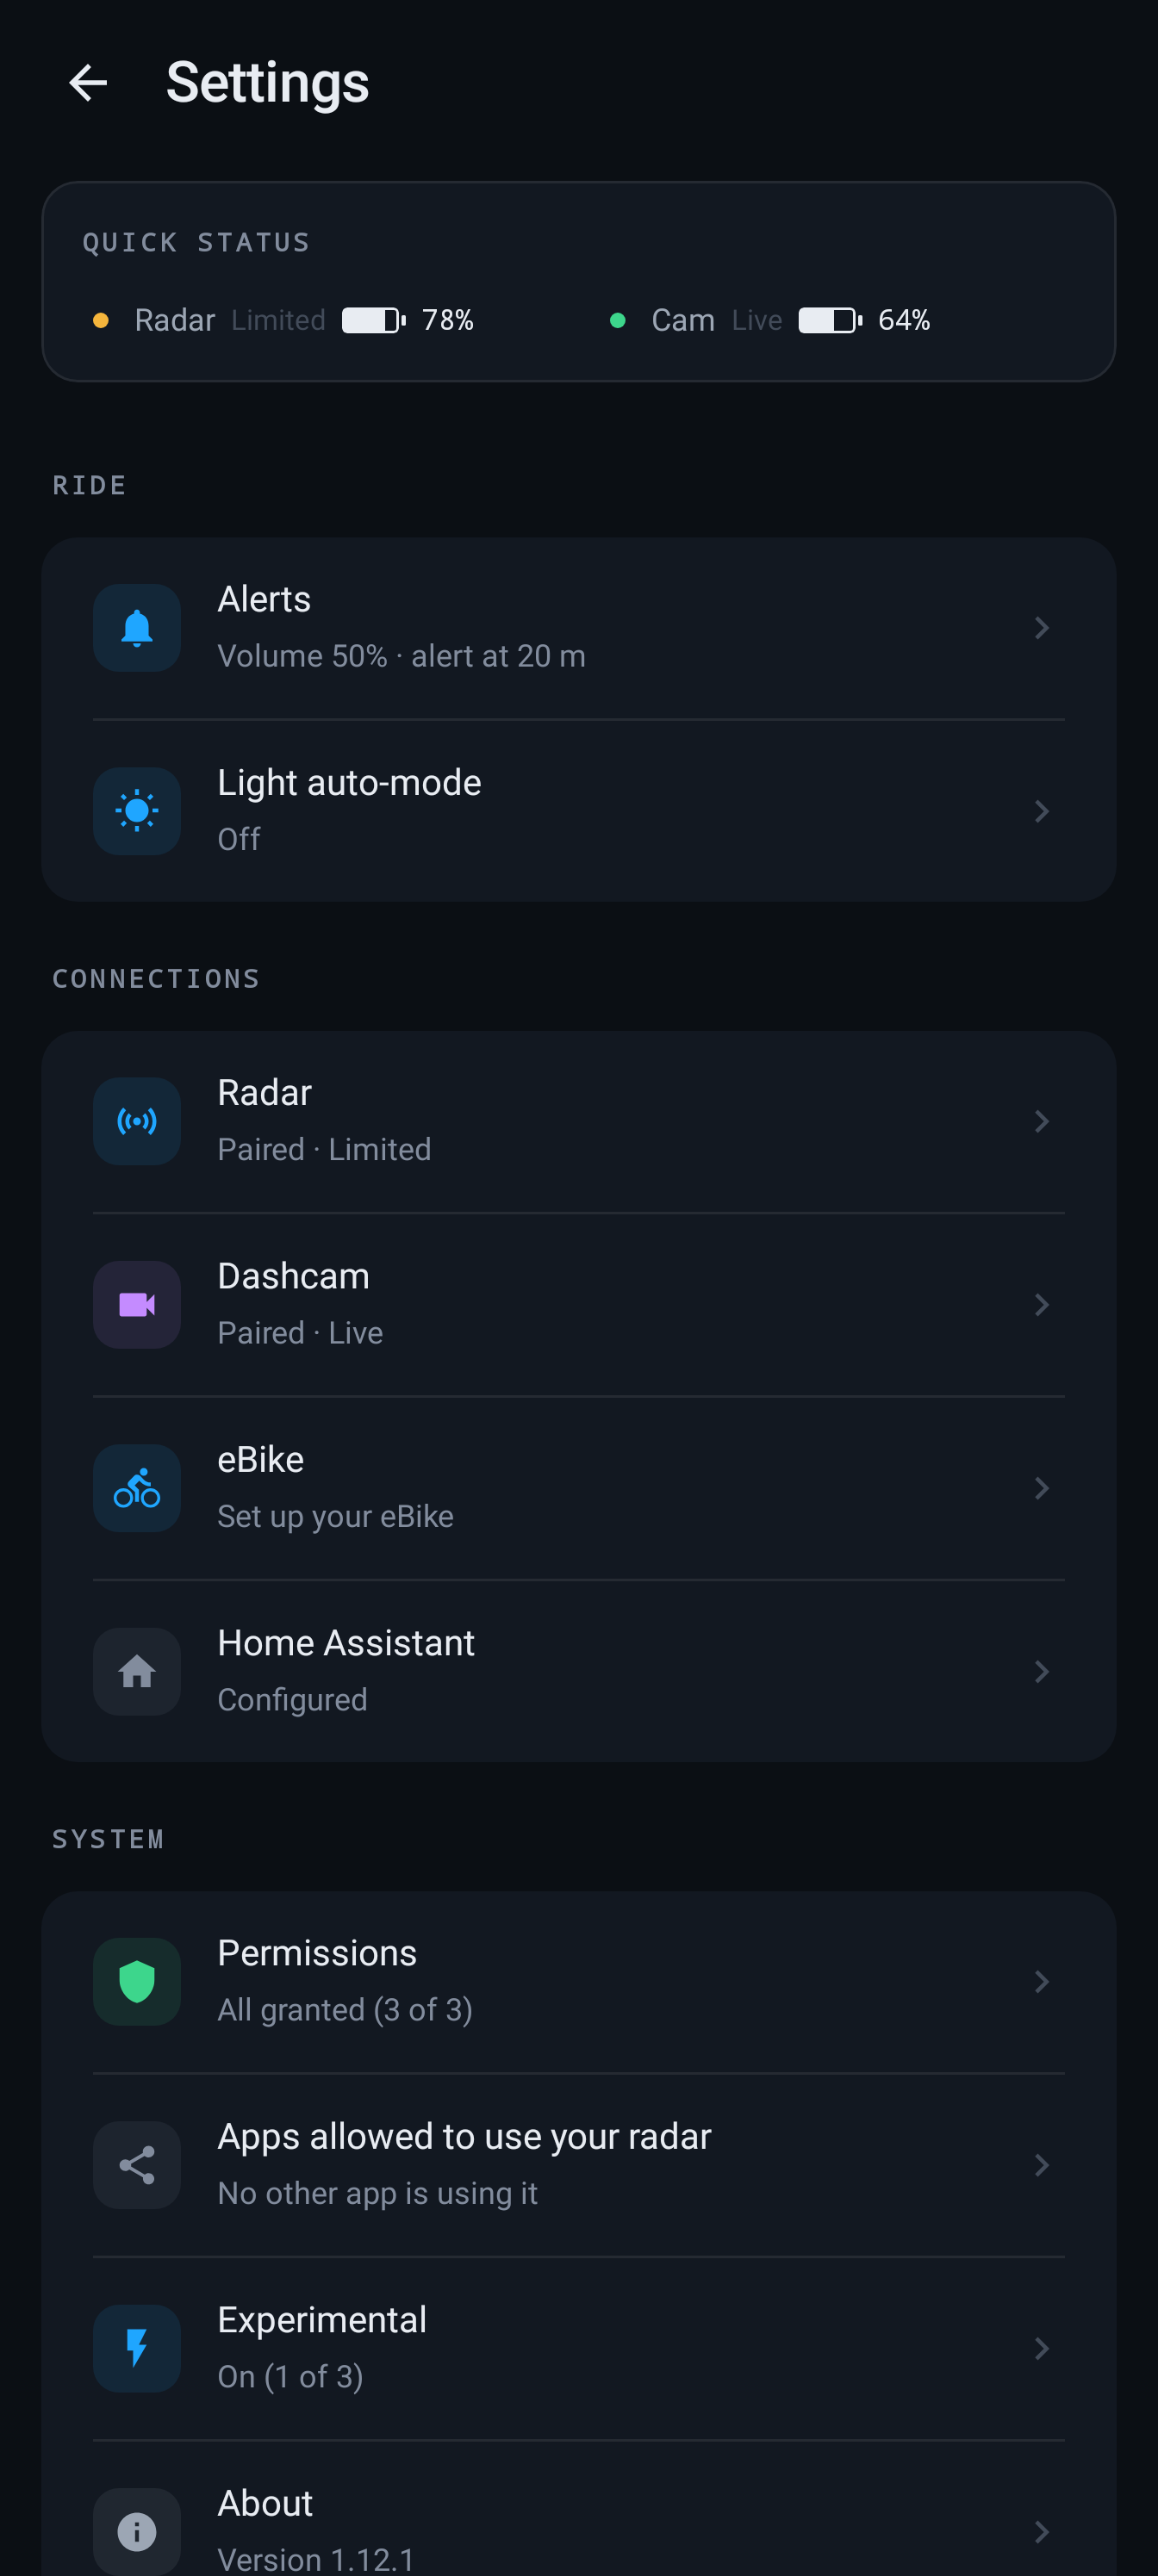 Settings
QUICK STATUS
Radar Limited 78% Cam Live 64%
RIDE
Alerts
Volume 50% · alert at 20 m
Light auto-mode
Off
CONNECTIONS
Radar
Paired · Limited
Dashcam
Paired · Live
eBike
Set up your eBike
Home Assistant
Configured
SYSTEM
Permissions
All granted (3 of 3)
Apps allowed to use your radar
No other app is using it
Experimental
On (1 of 3)
About
Version 1.12.1